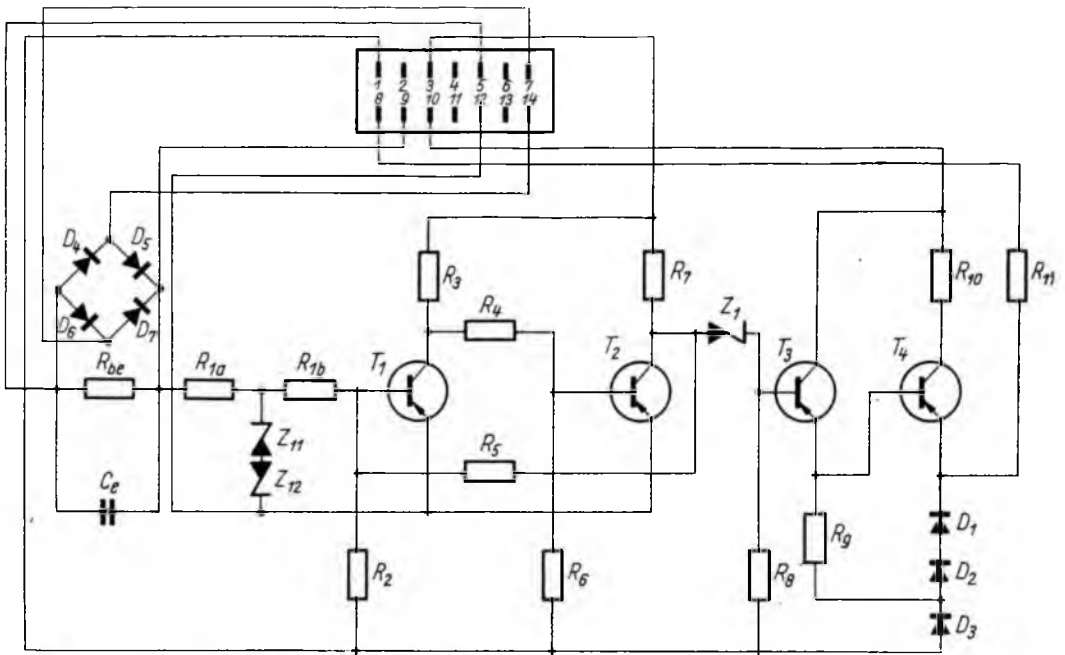 1 2 3 4 5 6 7
8 9 10 11 12 13 14
D4 D5
D6 D7
Rbe
Ce
R1a
R1b
Z11
Z12
R2
T1
R3
R4
R5
R6
T2
R7
Z1
T3
R8
R9
T4
R10
R11
D1
D2
D3